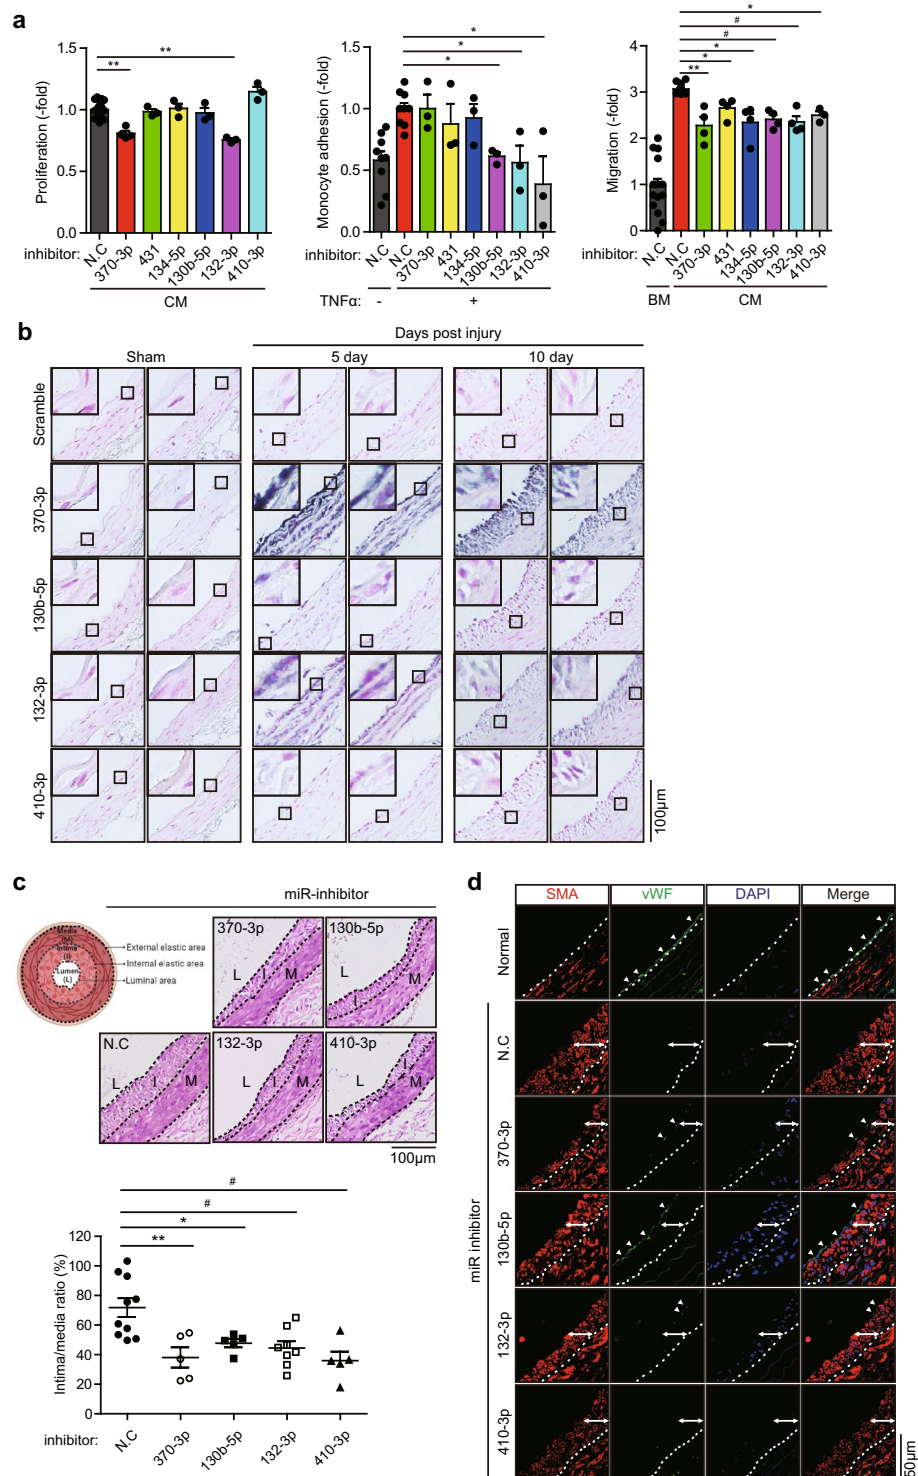 a
Proliferation (-fold)
1.5
1.0
0.5
0.0
**
**
inhibitor:
N.C
370-3p
431
134-5p
130b-5p
132-3p
410-3p
CM
Monocyte adhesion (-fold)
1.5
1.0
0.5
0.0
*
*
*
inhibitor:
N.C
N.C
370-3p
431
134-5p
130b-5p
132-3p
410-3p
TNFα:
-
+
Migration (-fold)
4
3
2
1
0
*
#
#
*
*
**
inhibitor:
N.C
N.C
370-3p
431
134-5p
130b-5p
132-3p
410-3p
BM
CM
b
Days post injury
Sham
5 day
10 day
Scramble
370-3p
130b-5p
132-3p
410-3p
100μm
c
miR-inhibitor
Media
(M)
Intima
(I)
Lumen
(L)
External elastic area
Internal elastic area
Luminal area
370-3p
L
I
M
130b-5p
L
I
M
N.C
L
I
M
132-3p
L
I
M
410-3p
L
I
M
100μm
Intima/media ratio (%)
120
100
80
60
40
20
0
#
#
*
**
inhibitor:
N.C
370-3p
130b-5p
132-3p
410-3p
d
SMA
vWF
DAPI
Merge
Normal
miR inhibitor
N.C
370-3p
130b-5p
132-3p
410-3p
50μm